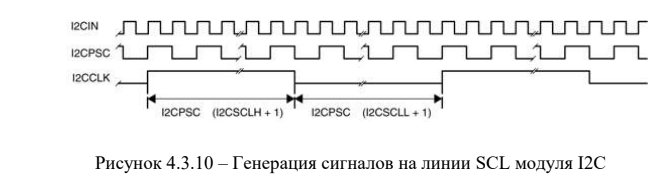 I2CIN
I2CPSC
I2CCLK
I2CPSC (I2CSCLH + 1) I2CPSC (I2CSCLL + 1)
Рисунок 4.3.10 – Генерация сигналов на линии SCL модуля I2C